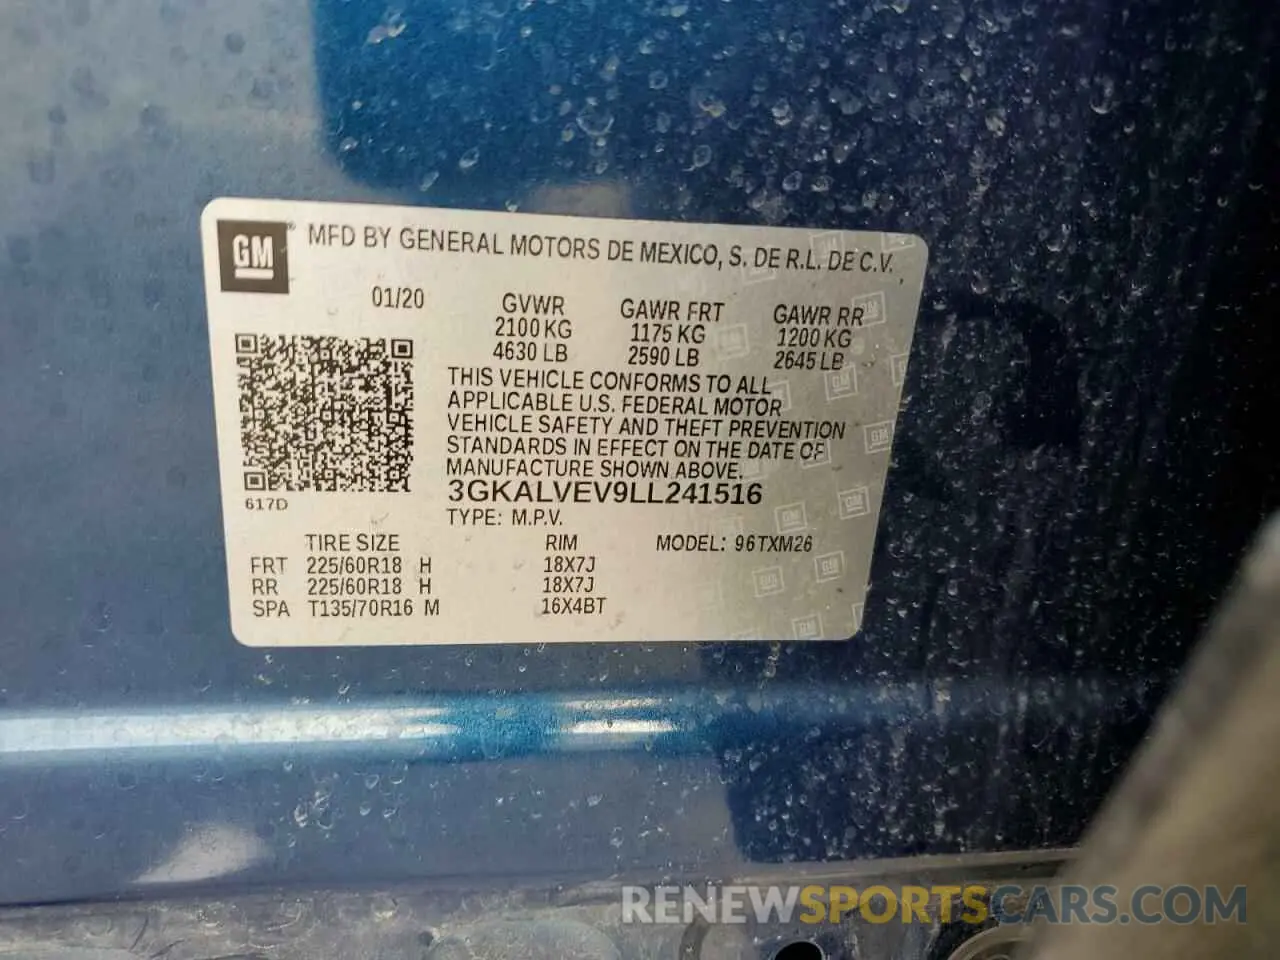 GM® MFD BY GENERAL MOTORS DE MEXICO, S. DE R.L. DE C.V.
01/20 GVWR GAWR FRT GAWR RR
2100 KG 1175 KG 1200 KG
4630 LB 2590 LB 2645 LB
THIS VEHICLE CONFORMS TO ALL
APPLICABLE U.S. FEDERAL MOTOR
VEHICLE SAFETY AND THEFT PREVENTION
STANDARDS IN EFFECT ON THE DATE OF
MANUFACTURE SHOWN ABOVE.
617D 3GKALVEV9LL241516
TYPE: M.P.V.
TIRE SIZE RIM MODEL: 96TXM26
FRT 225/60R18 H 18X7J
RR 225/60R18 H 18X7J
SPA T135/70R16 M 16X4BT
RENEWSPORTSCARS.COM